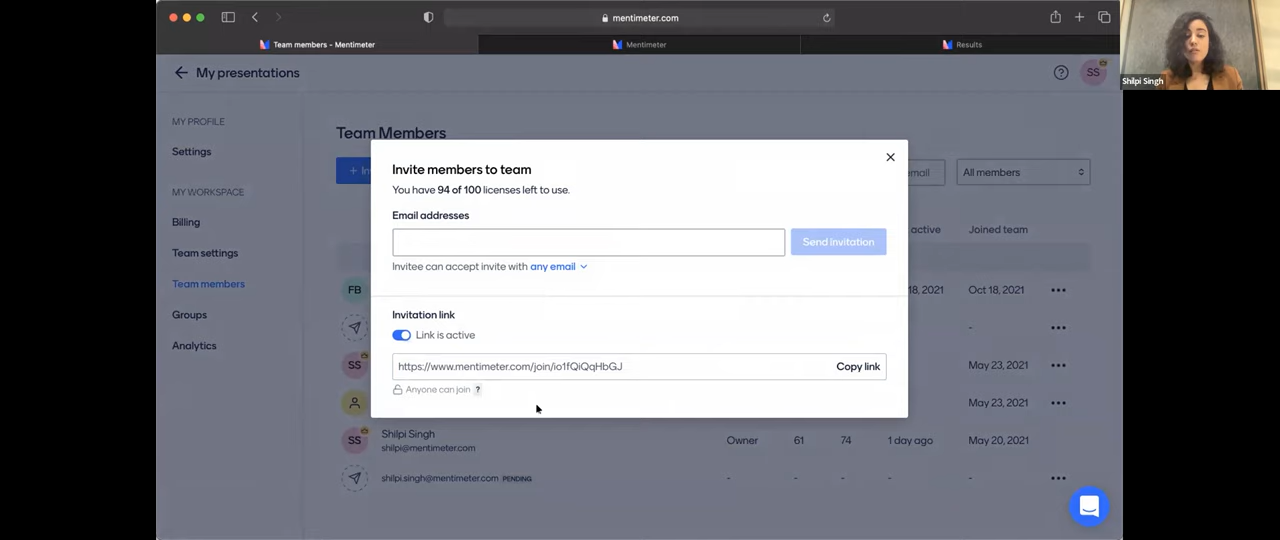 mentimeter.com
Team members - Mentimeter
Mentimeter
Results
My presentations
SS
Shilpi Singh
MY PROFILE
Settings
MY WORKSPACE
Billing
Team settings
Team members
Groups
Analytics
Team Members
All members
Invite members to team
You have 94 of 100 licenses left to use.
Email addresses
Send invitation
Invitee can accept invite with any email
Invitation link
Link is active
https://www.mentimeter.com/join/io1fQiQqHbGJ
Copy link
Anyone can join ?
email
active Joined team
FB 18, 2021 Oct 18, 2021 •••
- •••
SS May 23, 2021 •••
May 23, 2021 •••
SS Shilpi Singh Owner 61 74 1 day ago May 20, 2021
shilpi@mentimeter.com
shilpi.singh@mentimeter.com PENDING - - - - •••